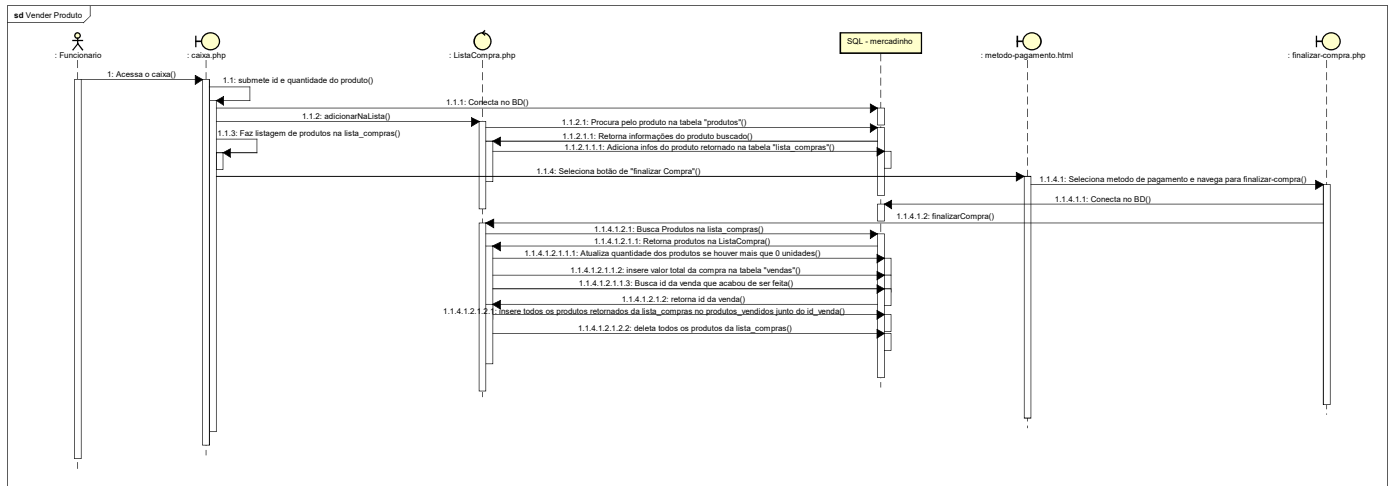 sd Vender Produto
: Funcionario
: caixa.php
: ListaCompra.php
SQL - mercadinho
: metodo-pagamento.html
: finalizar-compra.php
1: Acessa o caixa()
1.1: submete id e quantidade do produto()
1.1.1: Conecta no BD()
1.1.2: adicionarNaLista()
1.1.2.1: Procura pelo produto na tabela "produtos"()
1.1.3: Faz listagem de produtos na lista_compras()
1.1.2.1.1: Retorna informações do produto buscado()
1.1.2.1.1.1: Adiciona infos do produto retornado na tabela "lista_compras"()
1.1.4: Seleciona botão de "finalizar Compra"()
1.1.4.1: Seleciona metodo de pagamento e navega para finalizar-compra()
1.1.4.1.1: Conecta no BD()
1.1.4.1.2: finalizarCompra()
1.1.4.1.2.1: Busca Produtos na lista_compras()
1.1.4.1.2.1.1: Retorna produtos na ListaCompra()
1.1.4.1.2.1.1.1: Atualiza quantidade dos produtos se houver mais que 0 unidades()
1.1.4.1.2.1.1.2: insere valor total da compra na tabela "vendas"()
1.1.4.1.2.1.1.3: Busca id da venda que acabou de ser feita()
1.1.4.1.2.1.2: retorna id da venda()
1.1.4.1.2.1.2.1: insere todos os produtos retornados da lista_compras no produtos_vendidos junto do id_venda()
1.1.4.1.2.1.2.2: deleta todos os produtos da lista_compras()